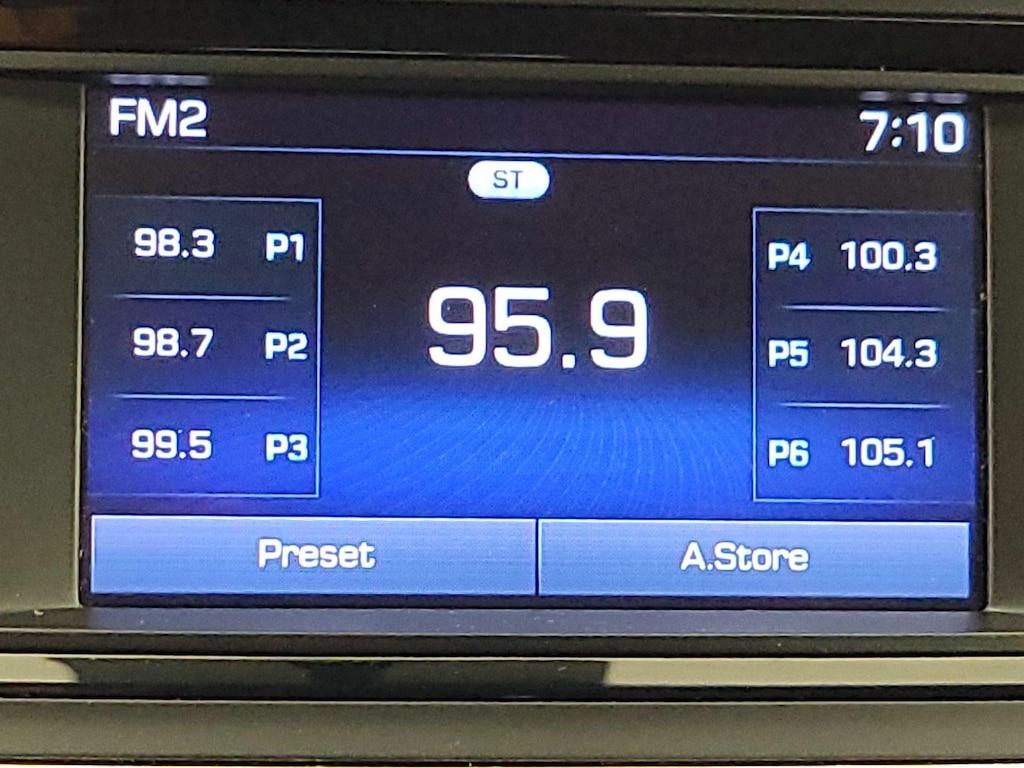 FM2 7:10
ST
98.3 P1
98.7 P2
99.5 P3
95.9
P4 100.3
P5 104.3
P6 105.1
Preset A.Store